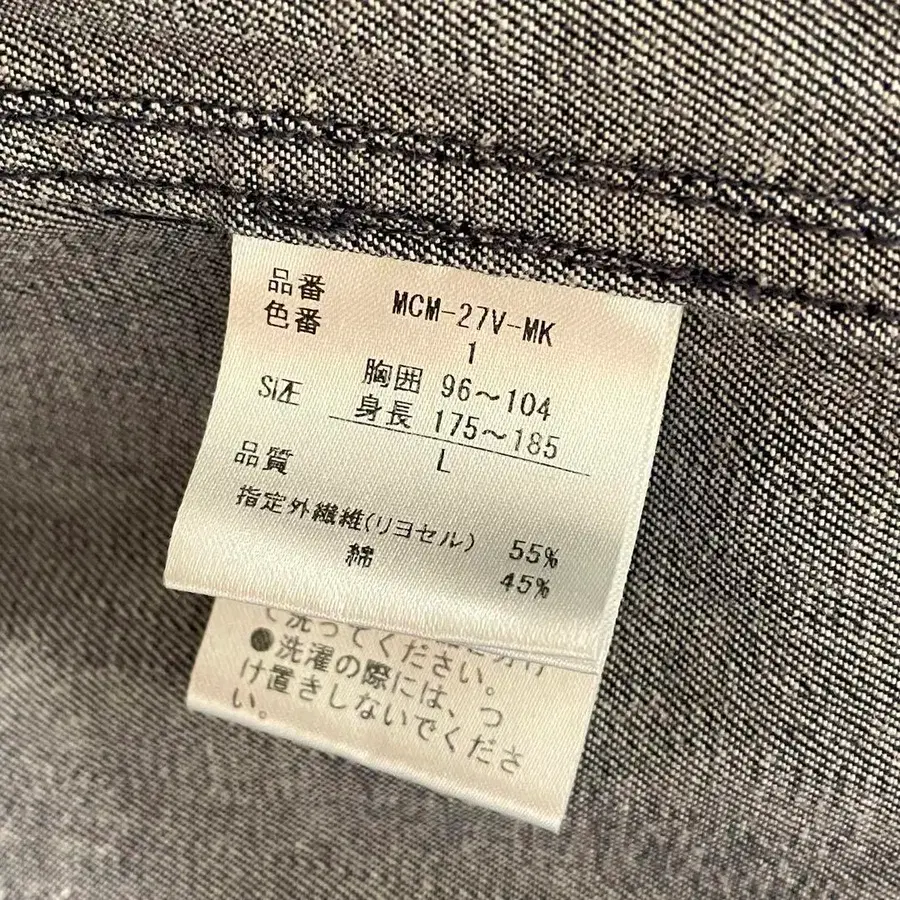 品番 MCM-27V-MK
色番 1
SIZE 胸囲 96～104
身長 175～185
L
品質
指定外繊維(リヨセル) 55%
綿 45%
て洗ってください。
●洗濯の際には、つ
け置きしないでくださ
い。